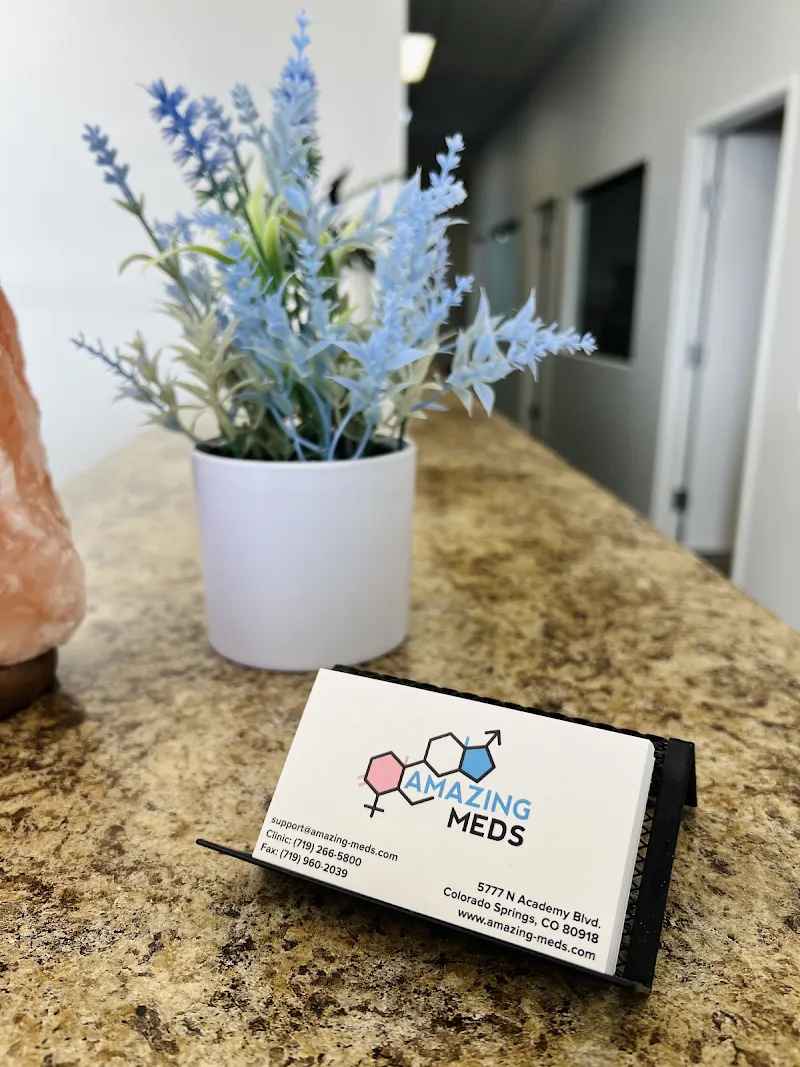 AMAZING
MEDS
support@amazing-meds.com
Clinic: (719) 266-5800
Fax: (719) 960-2039
5777 N Academy Blvd.
Colorado Springs, CO 80918
www.amazing-meds.com